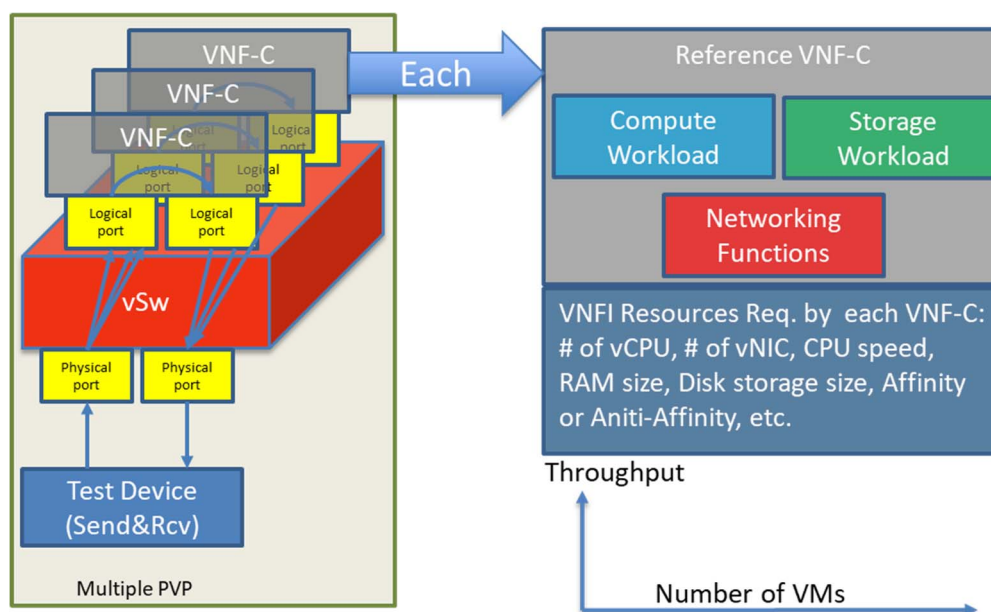 VNF-C
VNF-C
VNF-C
Logical
port
Logical
port
Logical
port
Logical
port
Logical
port
Logical
port
vSw
Physical
port
Physical
port
Test Device
(Send&Rcv)
Multiple PVP
Each
Reference VNF-C
Compute
Workload
Storage
Workload
Networking
Functions
VNFI Resources Req. by each VNF-C:
# of vCPU, # of vNIC, CPU speed,
RAM size, Disk storage size, Affinity
or Aniti-Affinity, etc.
Throughput
Number of VMs